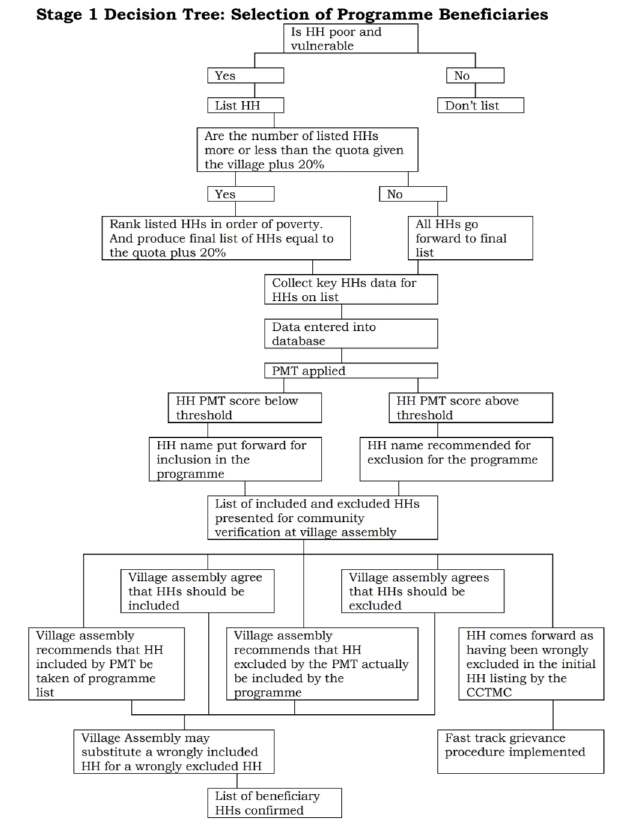 Stage 1 Decision Tree: Selection of Programme Beneficiaries
Is HH poor and
vulnerable
Yes
No
List HH
Don't list
Are the number of listed HHs
more or less than the quota given
the village plus 20%
Yes
No
Rank listed HHs in order of poverty.
And produce final list of HHs equal to
the quota plus 20%
All HHs go
forward to final
list
Collect key HHs data for
HHs on list
Data entered into
database
PMT applied
HH PMT score below
threshold
HH PMT score above
threshold
HH name put forward for
inclusion in the
programme
HH name recommended for
exclusion for the programme
List of included and excluded HHs
presented for community
verification at village assembly
Village assembly agree
that HHs should be
included
Village assembly agrees
that HHs should be
excluded
Village assembly
recommends that HH
included by PMT be
taken of programme
list
Village assembly
recommends that HH
excluded by the PMT actually
be included by the
programme
HH comes forward as
having been wrongly
excluded in the initial
HH listing by the
CCTMC
Village Assembly may
substitute a wrongly included
HH for a wrongly excluded HH
Fast track grievance
procedure implemented
List of beneficiary
HHs confirmed